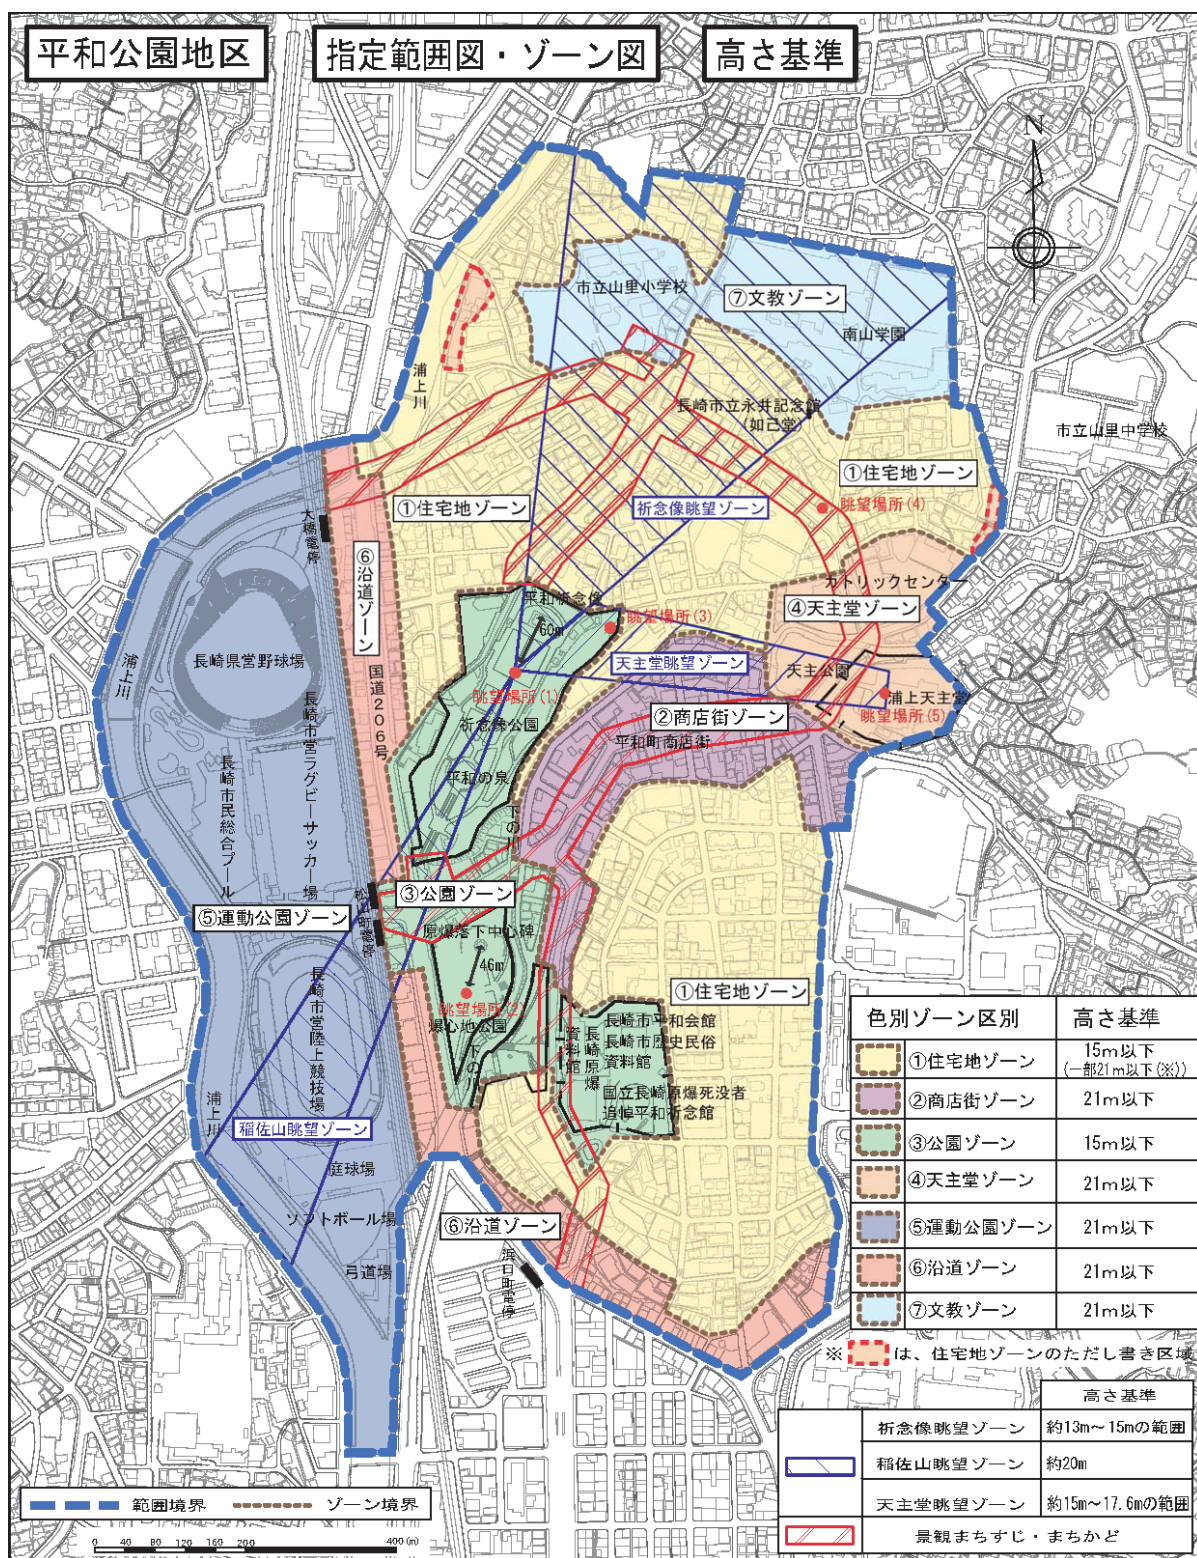 平和公園地区
指定範囲図・ゾーン図
高さ基準
N
市立山里小学校
⑦文教ゾーン
南山学園
浦上川
長崎市立永井記念館
(如己堂)
市立山里中学校
①住宅地ゾーン
①住宅地ゾーン
祈念像眺望ゾーン
眺望場所(4)
大橋電停
⑥沿道ゾーン
カトリックセンター
④天主堂ゾーン
平和祈念像
60m
眺望場所(3)
天主堂眺望ゾーン
天主公園
浦上天主堂
眺望場所(5)
長崎県営野球場
浦上川
国道206号
眺望場所(1)
祈念像公園
②商店街ゾーン
平和町商店街
長崎市営ラグビーサッカー場
長崎市民総合プール
平和の泉
下の川
③公園ゾーン
⑤運動公園ゾーン
松山町電停
原爆落下中心碑
46m
眺望場所(2)
爆心地公園
長崎市営陸上競技場
下の川
①住宅地ゾーン
長崎原爆
資料館
長崎市平和会館
長崎市歴史民俗
資料館
国立長崎原爆死没者
追悼平和祈念館
浦上川
稲佐山眺望ゾーン
庭球場
ソフトボール場
弓道場
⑥沿道ゾーン
浜口町電停
色別ゾーン区別 高さ基準
①住宅地ゾーン 15m以下
(一部21m以下(※))
②商店街ゾーン 21m以下
③公園ゾーン 15m以下
④天主堂ゾーン 21m以下
⑤運動公園ゾーン 21m以下
⑥沿道ゾーン 21m以下
⑦文教ゾーン 21m以下
※ は、住宅地ゾーンのただし書き区域
高さ基準
祈念像眺望ゾーン 約13m～15mの範囲
稲佐山眺望ゾーン 約20m
天主堂眺望ゾーン 約15m～17.6mの範囲
景観まちすじ・まちかど
範囲境界 ゾーン境界
0 40 80 120 160 200 400 (m)